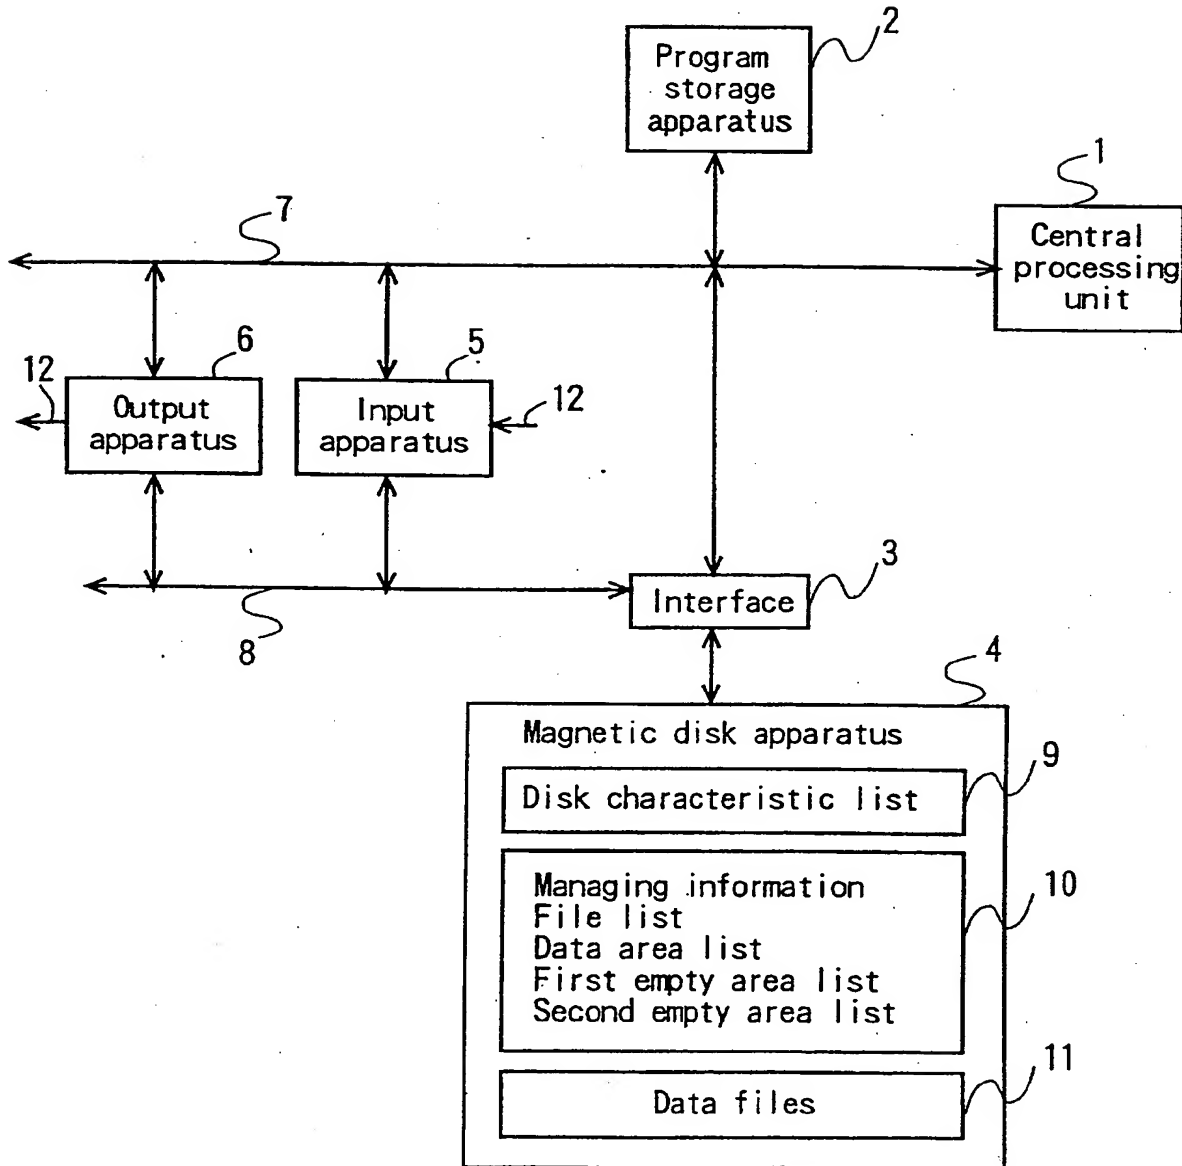 2
Program
storage
apparatus
1
Central
processing
unit
7
6
5
12
Output
apparatus
Input
apparatus
12
3
Interface
8
4
Magnetic disk apparatus
9
Disk characteristic list
10
Managing information
File list
Data area list
First empty area list
Second empty area list
11
Data files